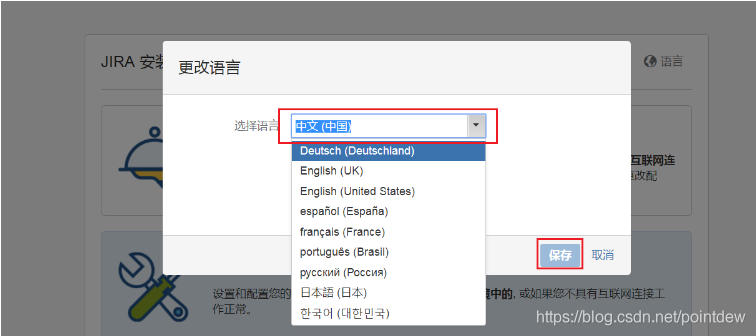 JIRA 安装
语言
更改语言
选择语言
中文 (中国)
Deutsch (Deutschland)
互联网连
English (UK)
更改配
English (United States)
español (España)
français (France)
保存
取消
português (Brasil)
русский (Россия)
设置和配置您的
境中的, 或如果您不具有互联网连接工
日本語 (日本)
作正常。
한국어 (대한민국)
https://blog.csdn.net/pointdew